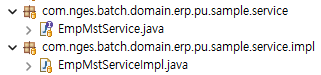 com.nges.batch.domain.erp.pu.sample.service
EmpMstService.java
com.nges.batch.domain.erp.pu.sample.service.impl
EmpMstServiceImpl.java